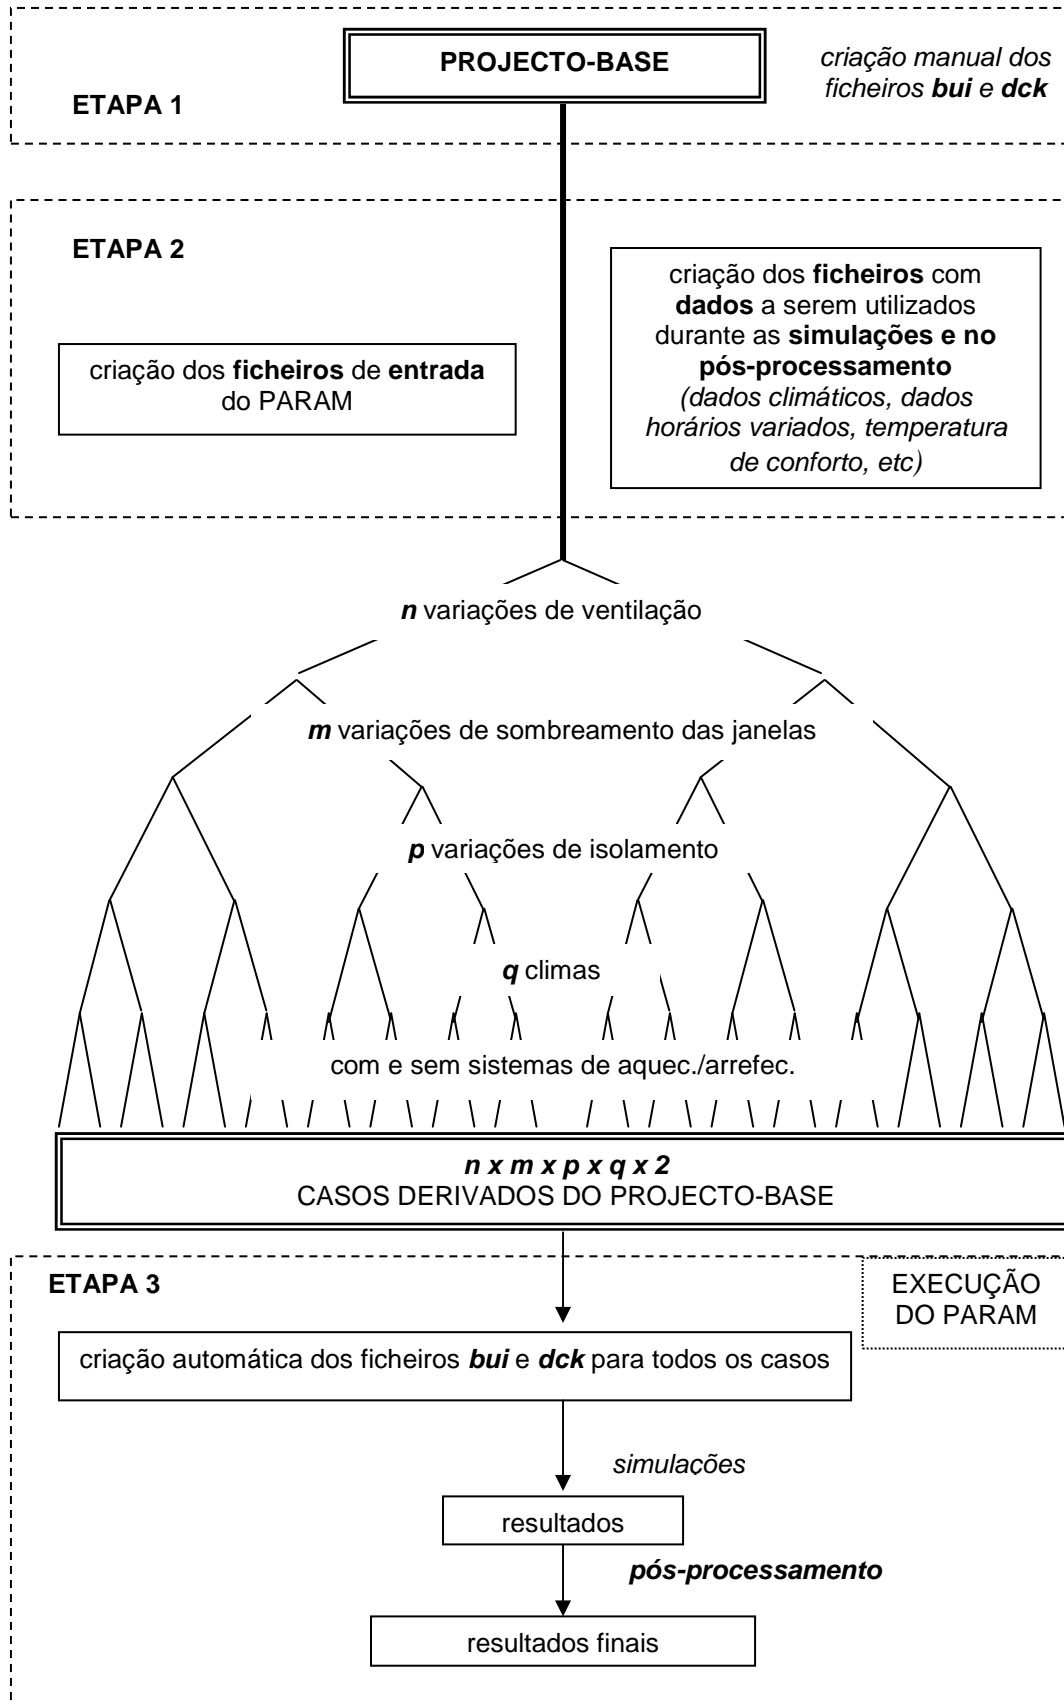 PROJECTO-BASE
criação manual dos
ficheiros bui e dck
ETAPA 1
ETAPA 2
criação dos ficheiros de entrada
do PARAM
criação dos ficheiros com
dados a serem utilizados
durante as simulações e no
pós-processamento
(dados climáticos, dados
horários variados, temperatura
de conforto, etc)
n variações de ventilação
m variações de sombreamento das janelas
p variações de isolamento
q climas
com e sem sistemas de aquec./arrefec.
n x m x p x q x 2
CASOS DERIVADOS DO PROJECTO-BASE
ETAPA 3
EXECUÇÃO
DO PARAM
criação automática dos ficheiros bui e dck para todos os casos
simulações
resultados
pós-processamento
resultados finais